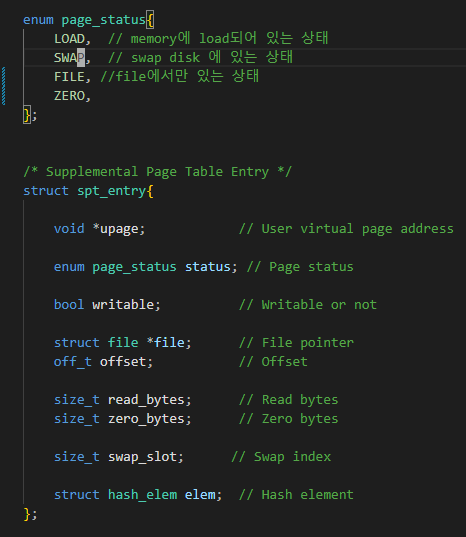 enum page_status{
LOAD, // memory에 load되어 있는 상태
SWAP, // swap disk 에 있는 상태
FILE, //file에서만 있는 상태
ZERO,
};
/* Supplemental Page Table Entry */
struct spt_entry{
void *upage; // User virtual page address
enum page_status status; // Page status
bool writable; // Writable or not
struct file *file; // File pointer
off_t offset; // Offset
size_t read_bytes; // Read bytes
size_t zero_bytes; // Zero bytes
size_t swap_slot; // Swap index
struct hash_elem elem; // Hash element
};